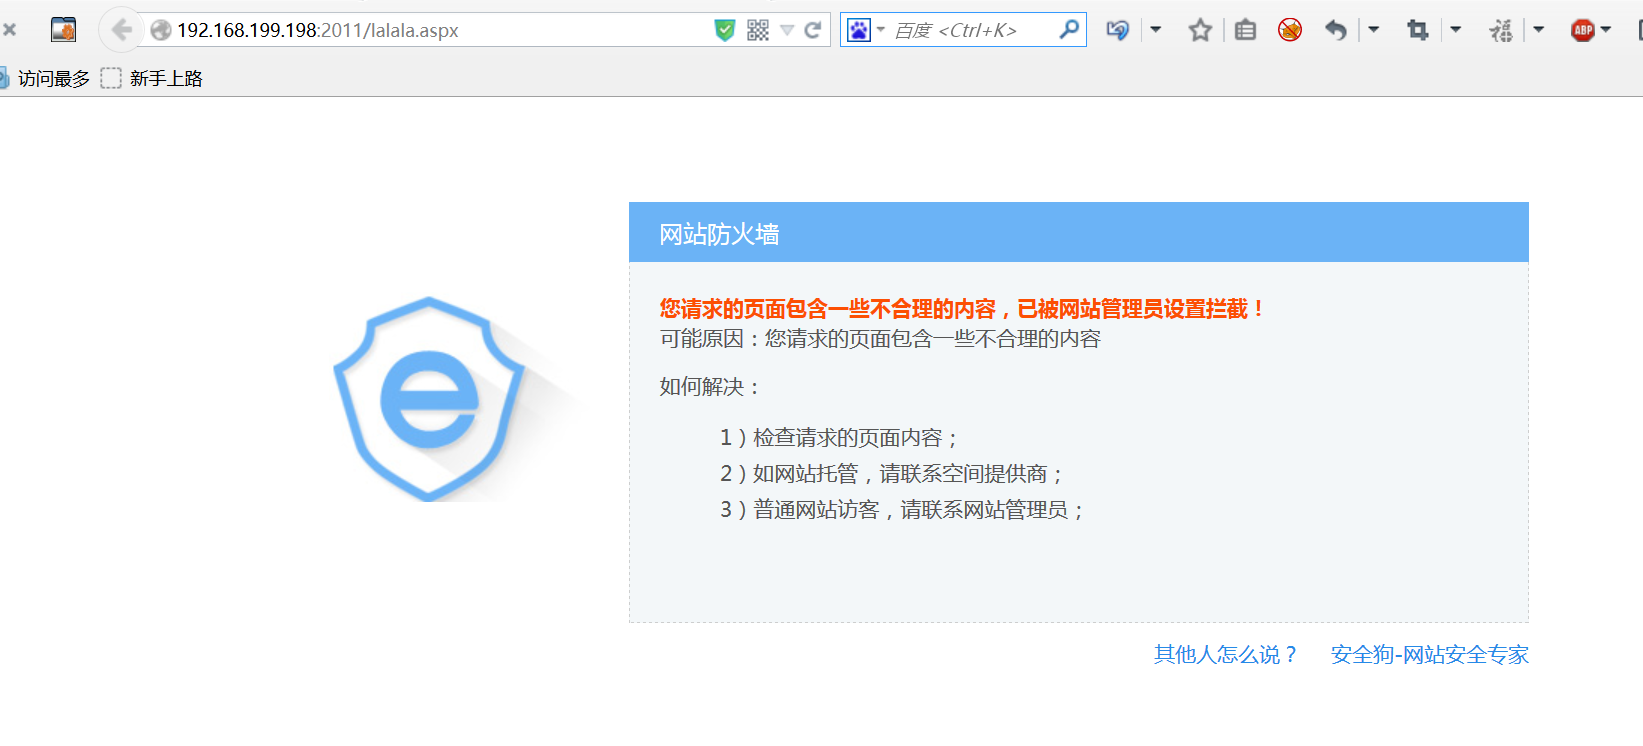 192.168.199.198:2011/lalala.aspx
百度 <Ctrl+K>
ABP
访问最多
新手上路
网站防火墙
您请求的页面包含一些不合理的内容，已被网站管理员设置拦截！
可能原因：您请求的页面包含一些不合理的内容
如何解决：
1）检查请求的页面内容；
2）如网站托管，请联系空间提供商；
3）普通网站访客，请联系网站管理员；
其他人怎么说？
安全狗-网站安全专家